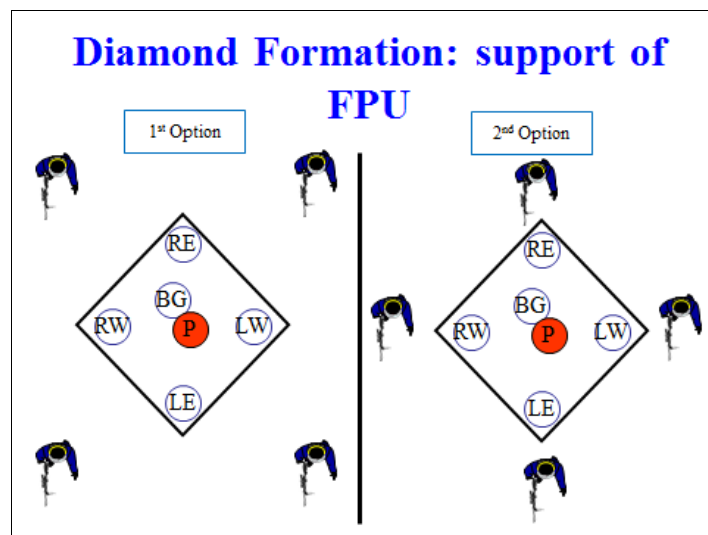 Diamond Formation: support of
FPU
1st Option
2nd Option
RE
BG
RW
P
LW
LE
RE
BG
RW
P
LW
LE